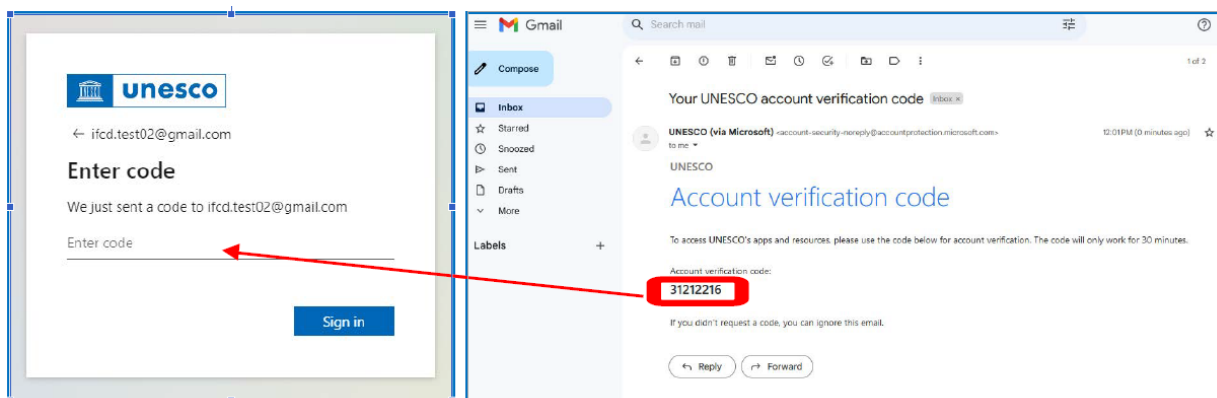 unesco
← ifcd.test02@gmail.com
Enter code
We just sent a code to ifcd.test02@gmail.com
Enter code
Sign in
Gmail
Search mail
Compose
Inbox
Starred
Snoozed
Sent
Drafts
More
Labels +
1 of 2
Your UNESCO account verification code Inbox ×
UNESCO (via Microsoft) <account-security-noreply@accountprotection.microsoft.com>
12:01 PM (0 minutes ago)
to me
UNESCO
Account verification code
To access UNESCO's apps and resources, please use the code below for account verification. The code will only work for 30 minutes.
Account verification code:
31212216
If you didn't request a code, you can ignore this email.
Reply
Forward